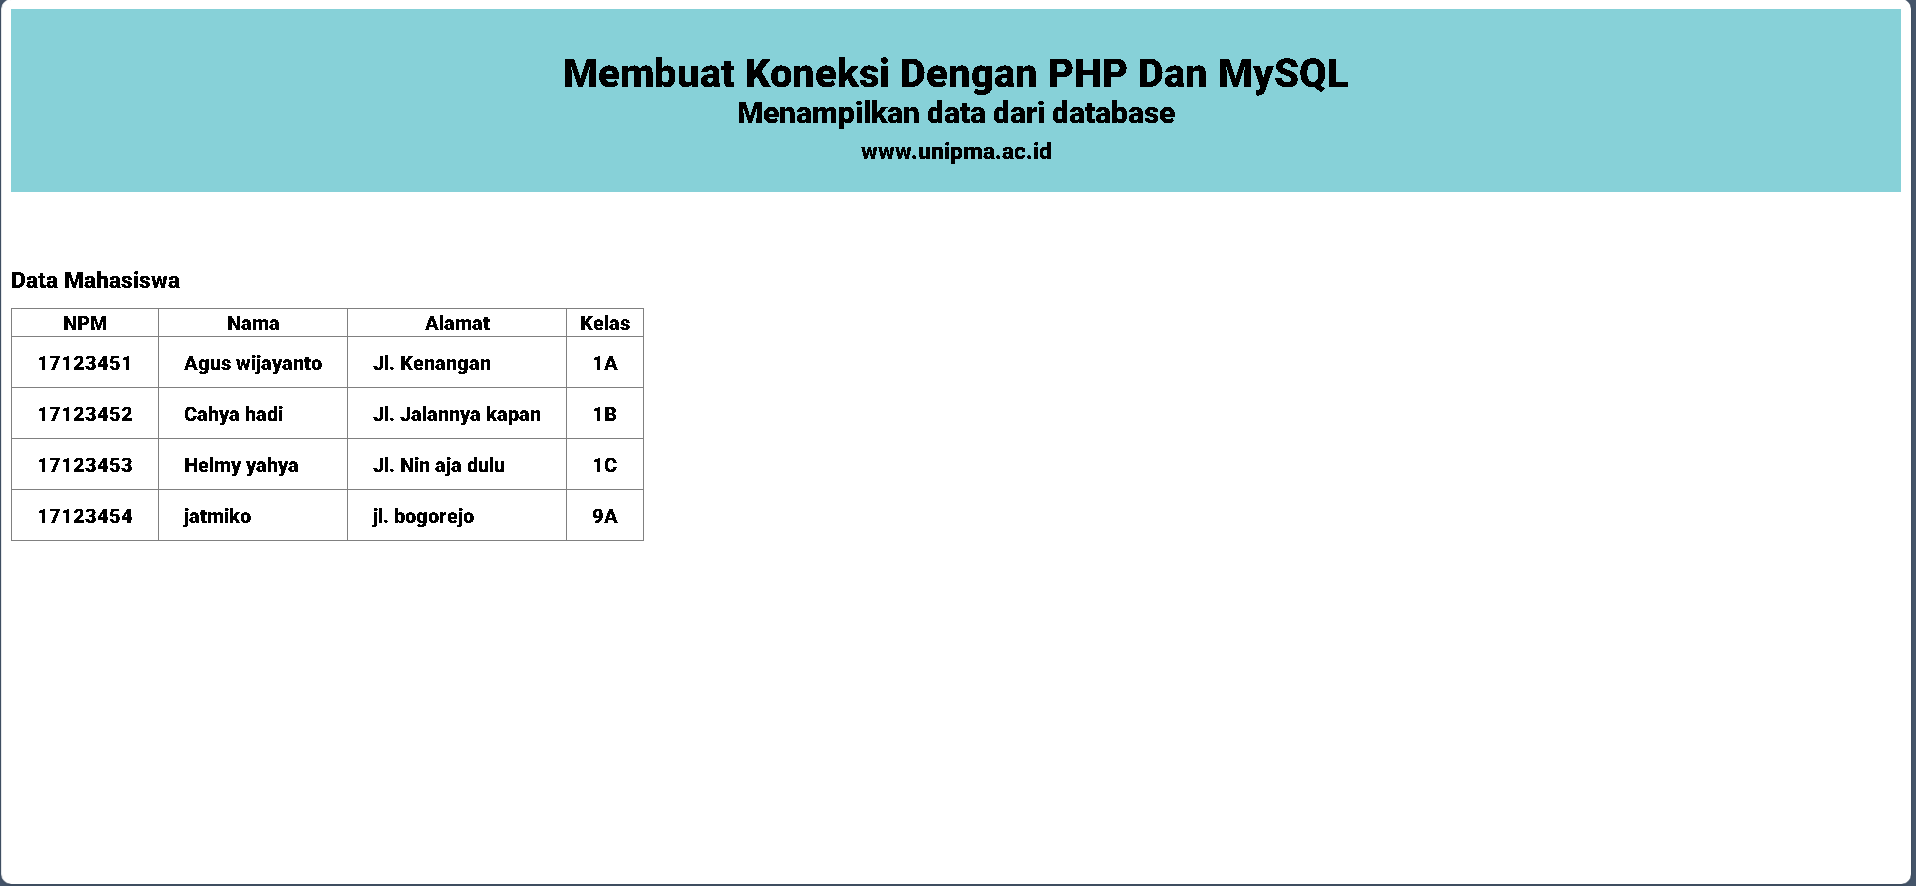 Membuat Koneksi Dengan PHP Dan MySQL
Menampilkan data dari database
www.unipma.ac.id
Data Mahasiswa
NPM Nama Alamat Kelas
17123451 Agus wijayanto Jl. Kenangan 1A
17123452 Cahya hadi Jl. Jalannya kapan 1B
17123453 Helmy yahya Jl. Nin aja dulu 1C
17123454 jatmiko jl. bogorejo 9A